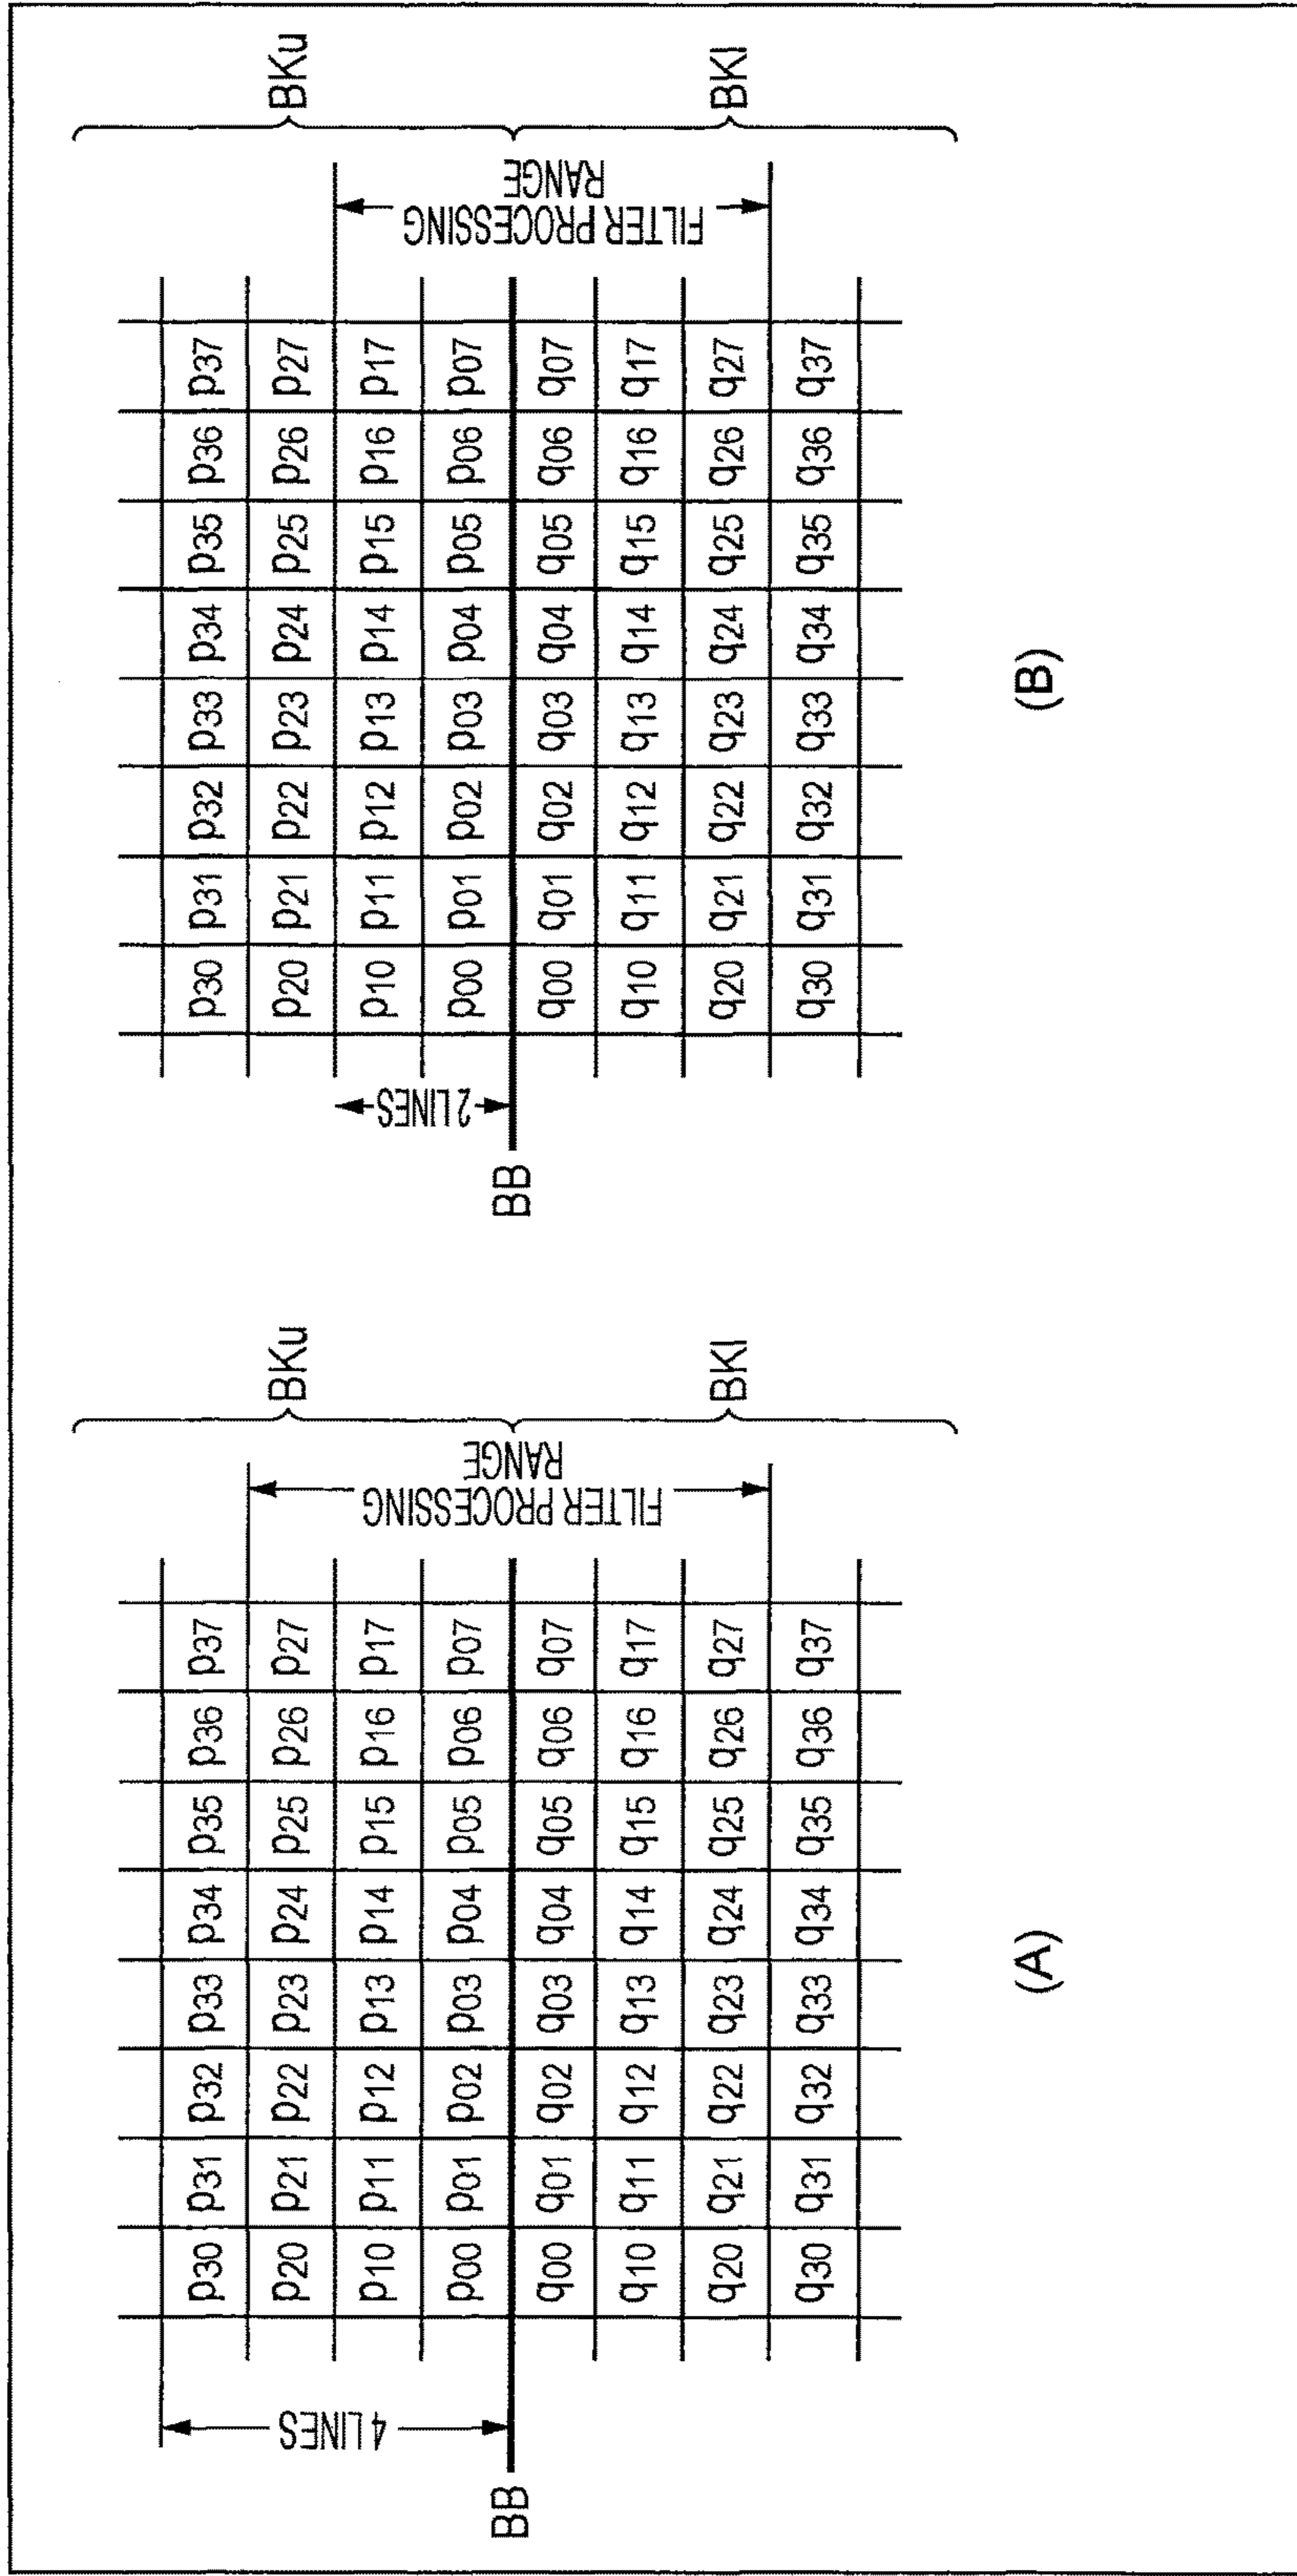 4 LINES
BB
p30 p31 p32 p33 p34 p35 p36 p37
p20 p21 p22 p23 p24 p25 p26 p27
p10 p11 p12 p13 p14 p15 p16 p17
p00 p01 p02 p03 p04 p05 p06 p07
q00 q01 q02 q03 q04 q05 q06 q07
q10 q11 q12 q13 q14 q15 q16 q17
q20 q21 q22 q23 q24 q25 q26 q27
q30 q31 q32 q33 q34 q35 q36 q37
FILTER PROCESSING
RANGE
BKu
BKl
(A)
2 LINES
BB
p30 p31 p32 p33 p34 p35 p36 p37
p20 p21 p22 p23 p24 p25 p26 p27
p10 p11 p12 p13 p14 p15 p16 p17
p00 p01 p02 p03 p04 p05 p06 p07
q00 q01 q02 q03 q04 q05 q06 q07
q10 q11 q12 q13 q14 q15 q16 q17
q20 q21 q22 q23 q24 q25 q26 q27
q30 q31 q32 q33 q34 q35 q36 q37
FILTER PROCESSING
RANGE
BKu
BKl
(B)